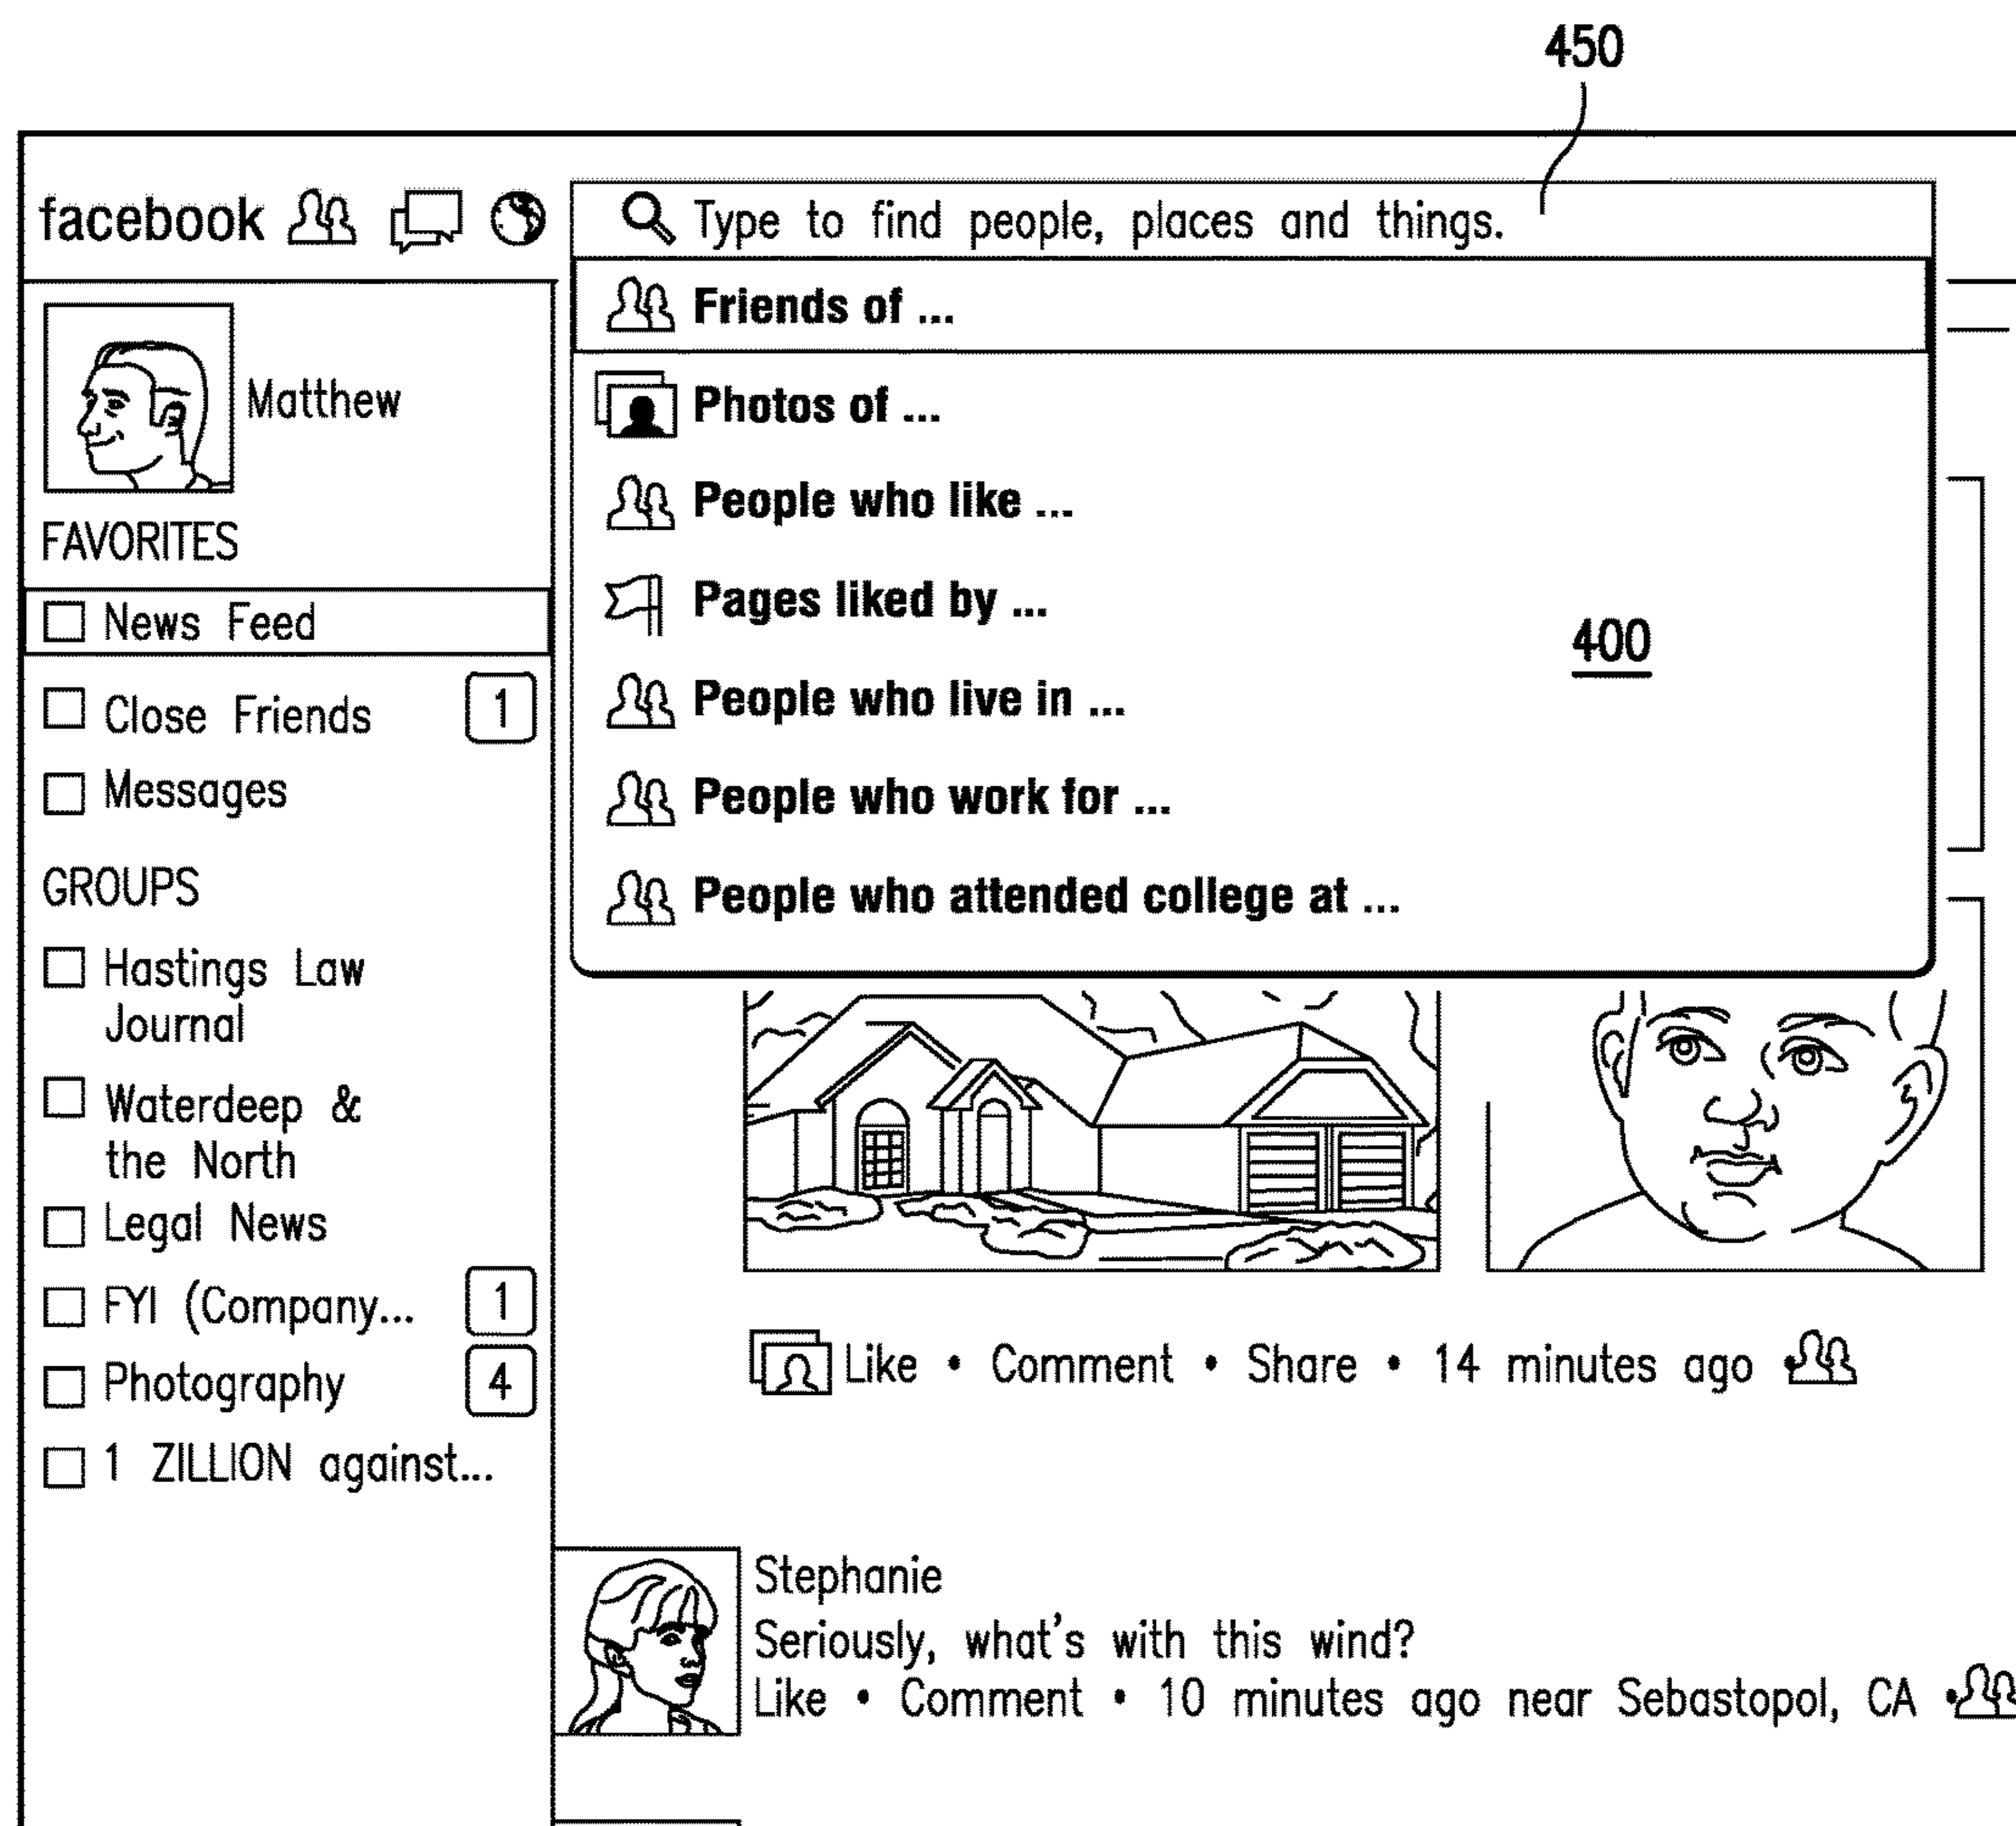 450
facebook
Type to find people, places and things.
Friends of ...
Photos of ...
People who like ...
Pages liked by ...
People who live in ...
People who work for ...
People who attended college at ...
400
Matthew
FAVORITES
News Feed
Close Friends 1
Messages
GROUPS
Hastings Law
Journal
Waterdeep &
the North
Legal News
FYI (Company... 1
Photography 4
1 ZILLION against...
Like • Comment • Share • 14 minutes ago •
Stephanie
Seriously, what's with this wind?
Like • Comment • 10 minutes ago near Sebastopol, CA •